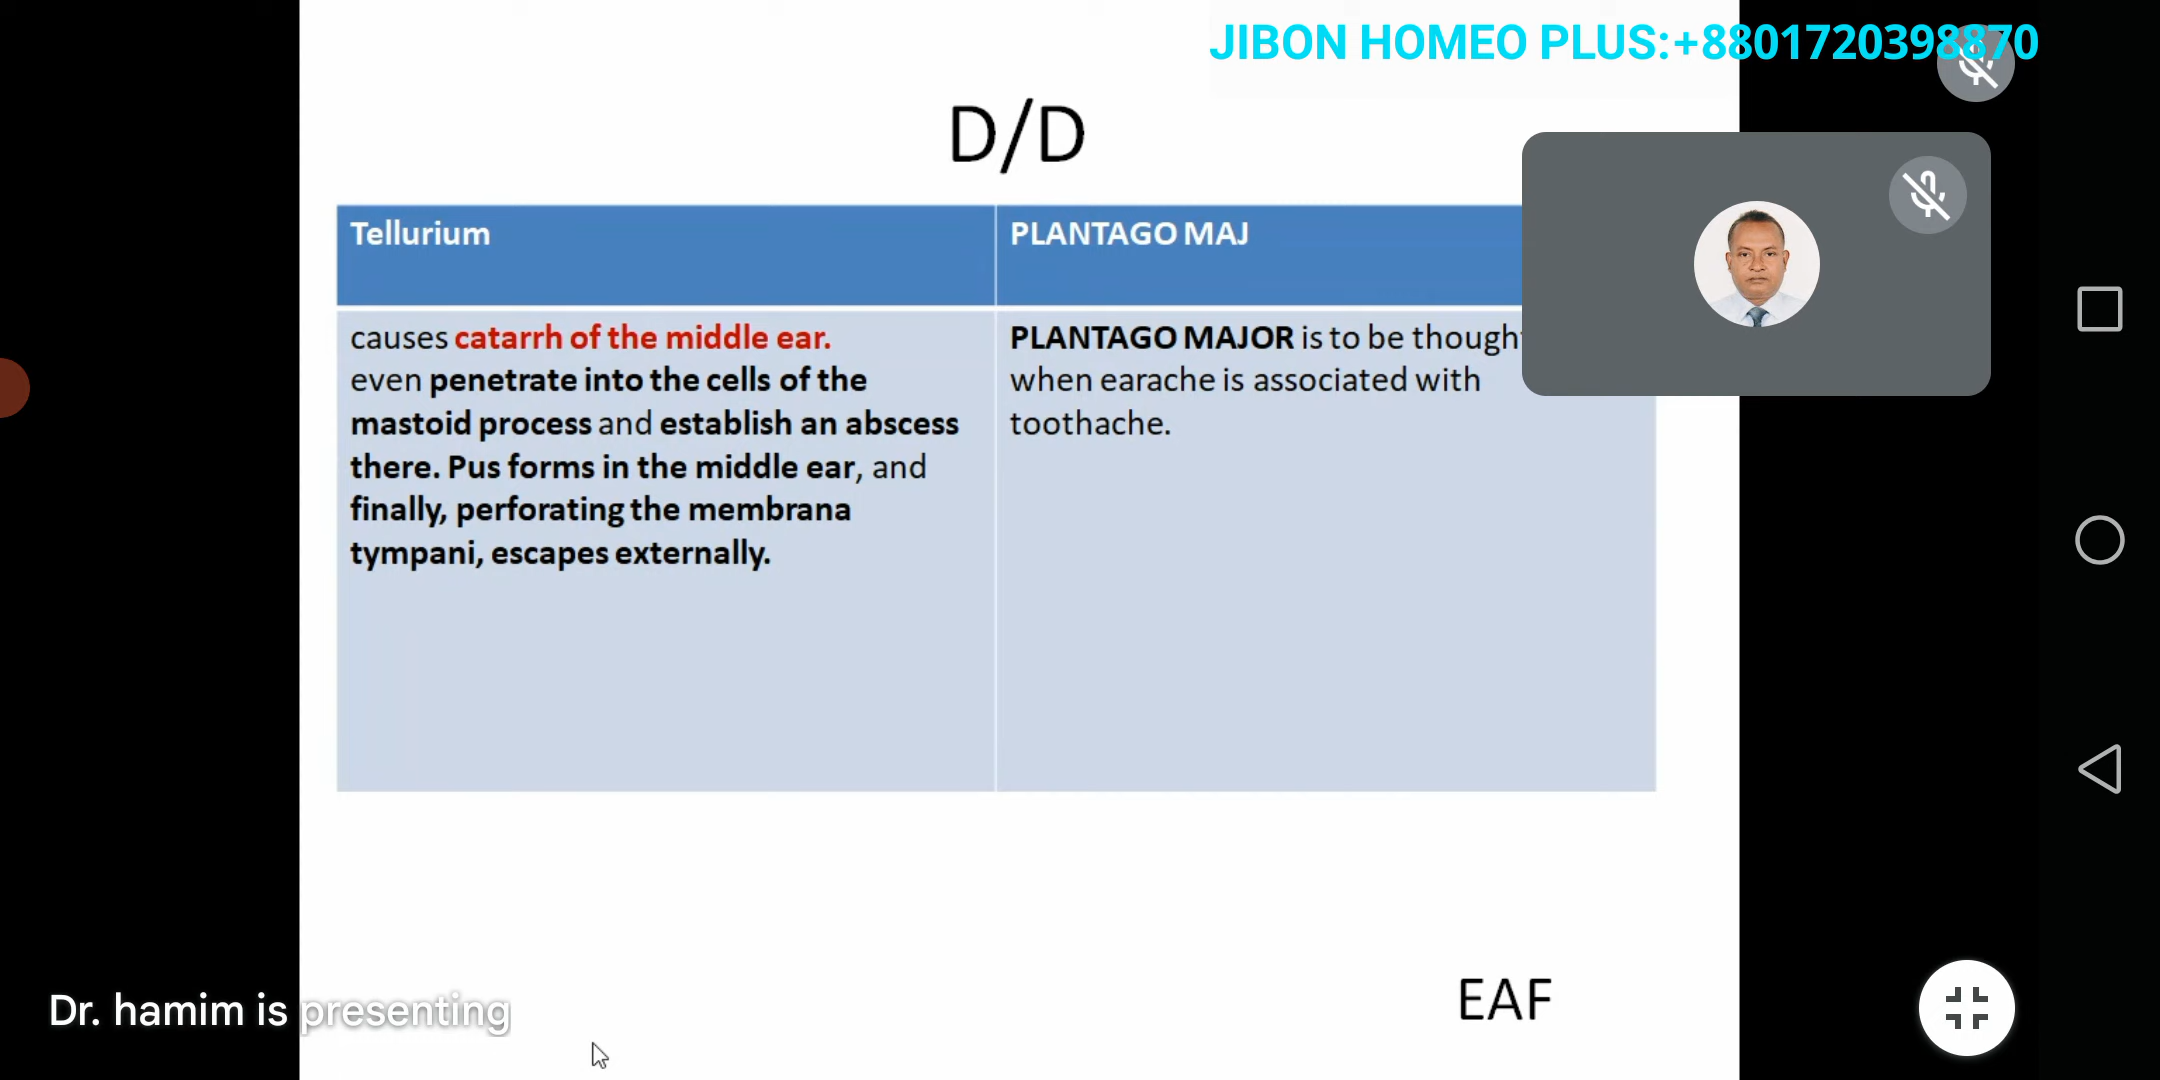 JIBON HOMEO PLUS:+8801720398870
D/D
Tellurium
PLANTAGO MAJ
causes catarrh of the middle ear.
even penetrate into the cells of the
mastoid process and establish an abscess
there. Pus forms in the middle ear, and
finally, perforating the membrana
tympani, escapes externally.
PLANTAGO MAJOR is to be though
when earache is associated with
toothache.
EAF
Dr. hamim is presenting